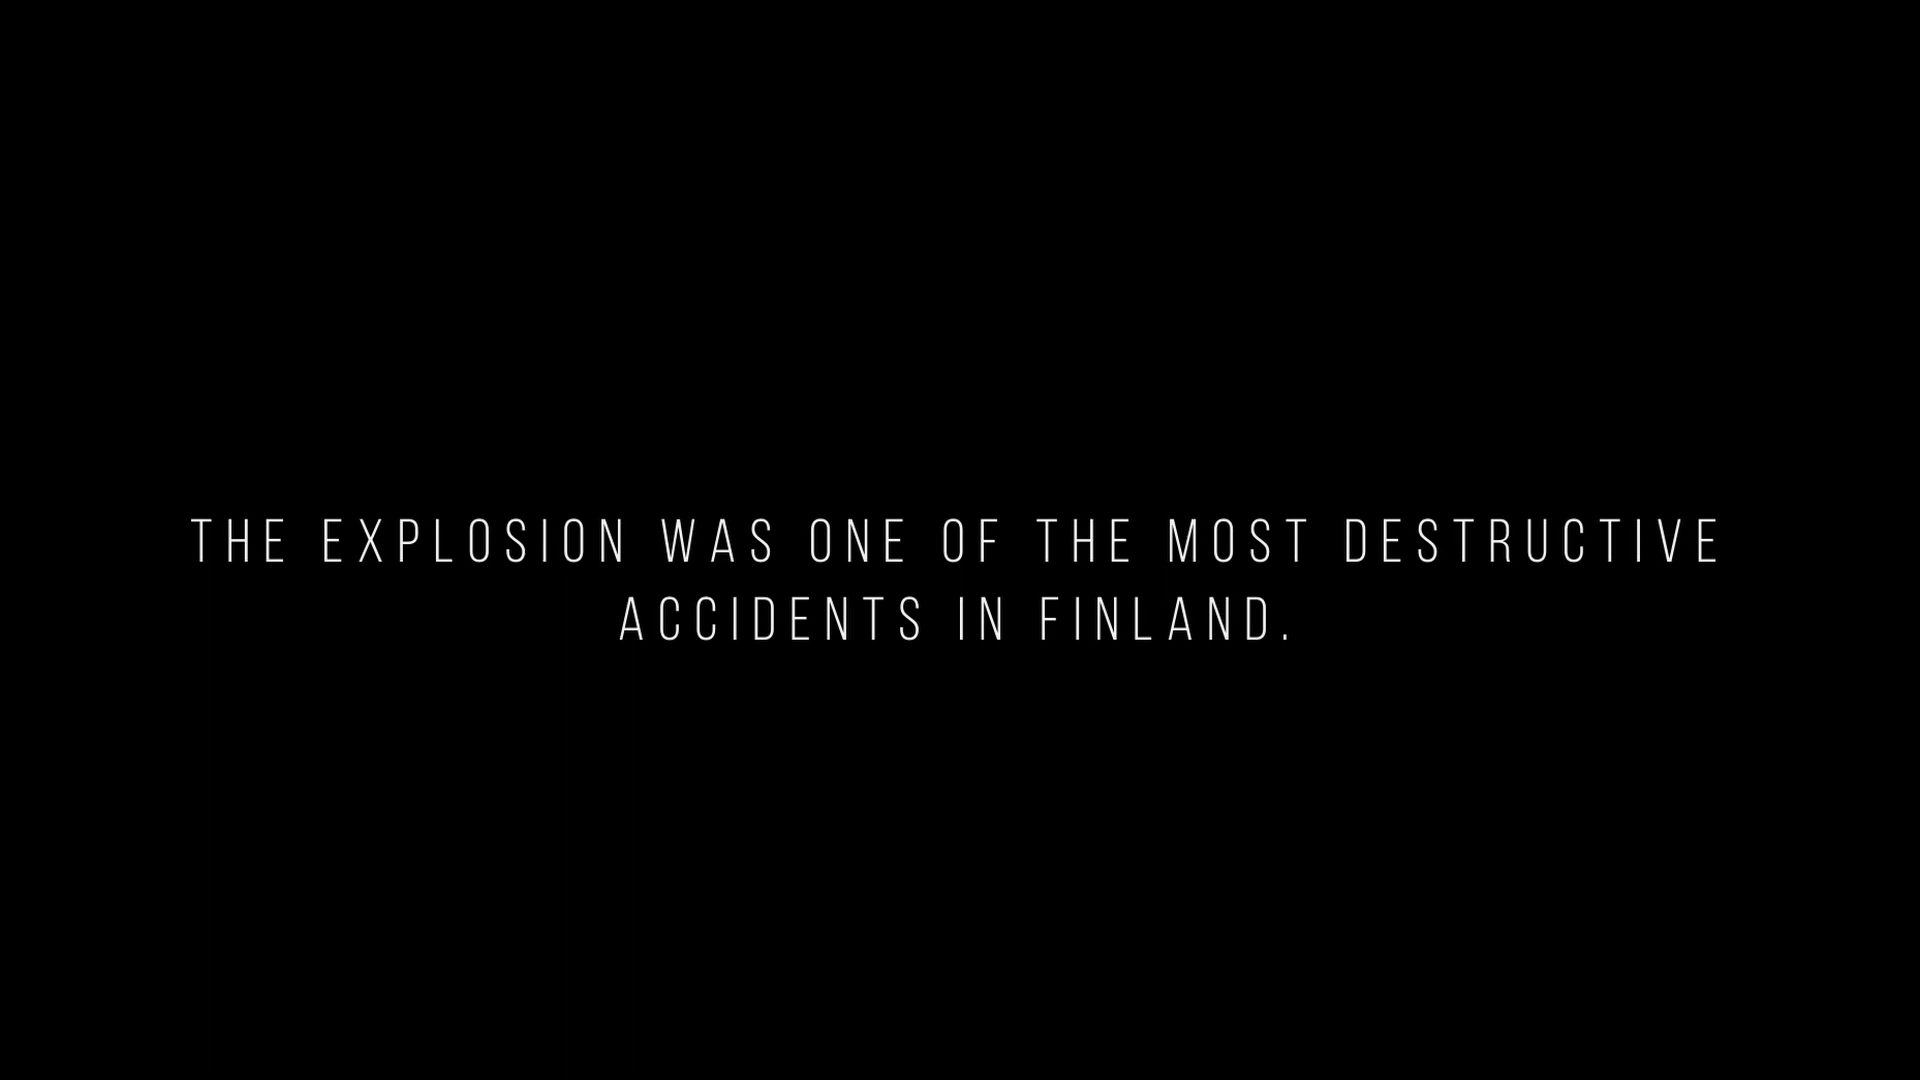 THE EXPLOSION WAS ONE OF THE MOST DESTRUCTIVE
ACCIDENTS IN FINLAND.